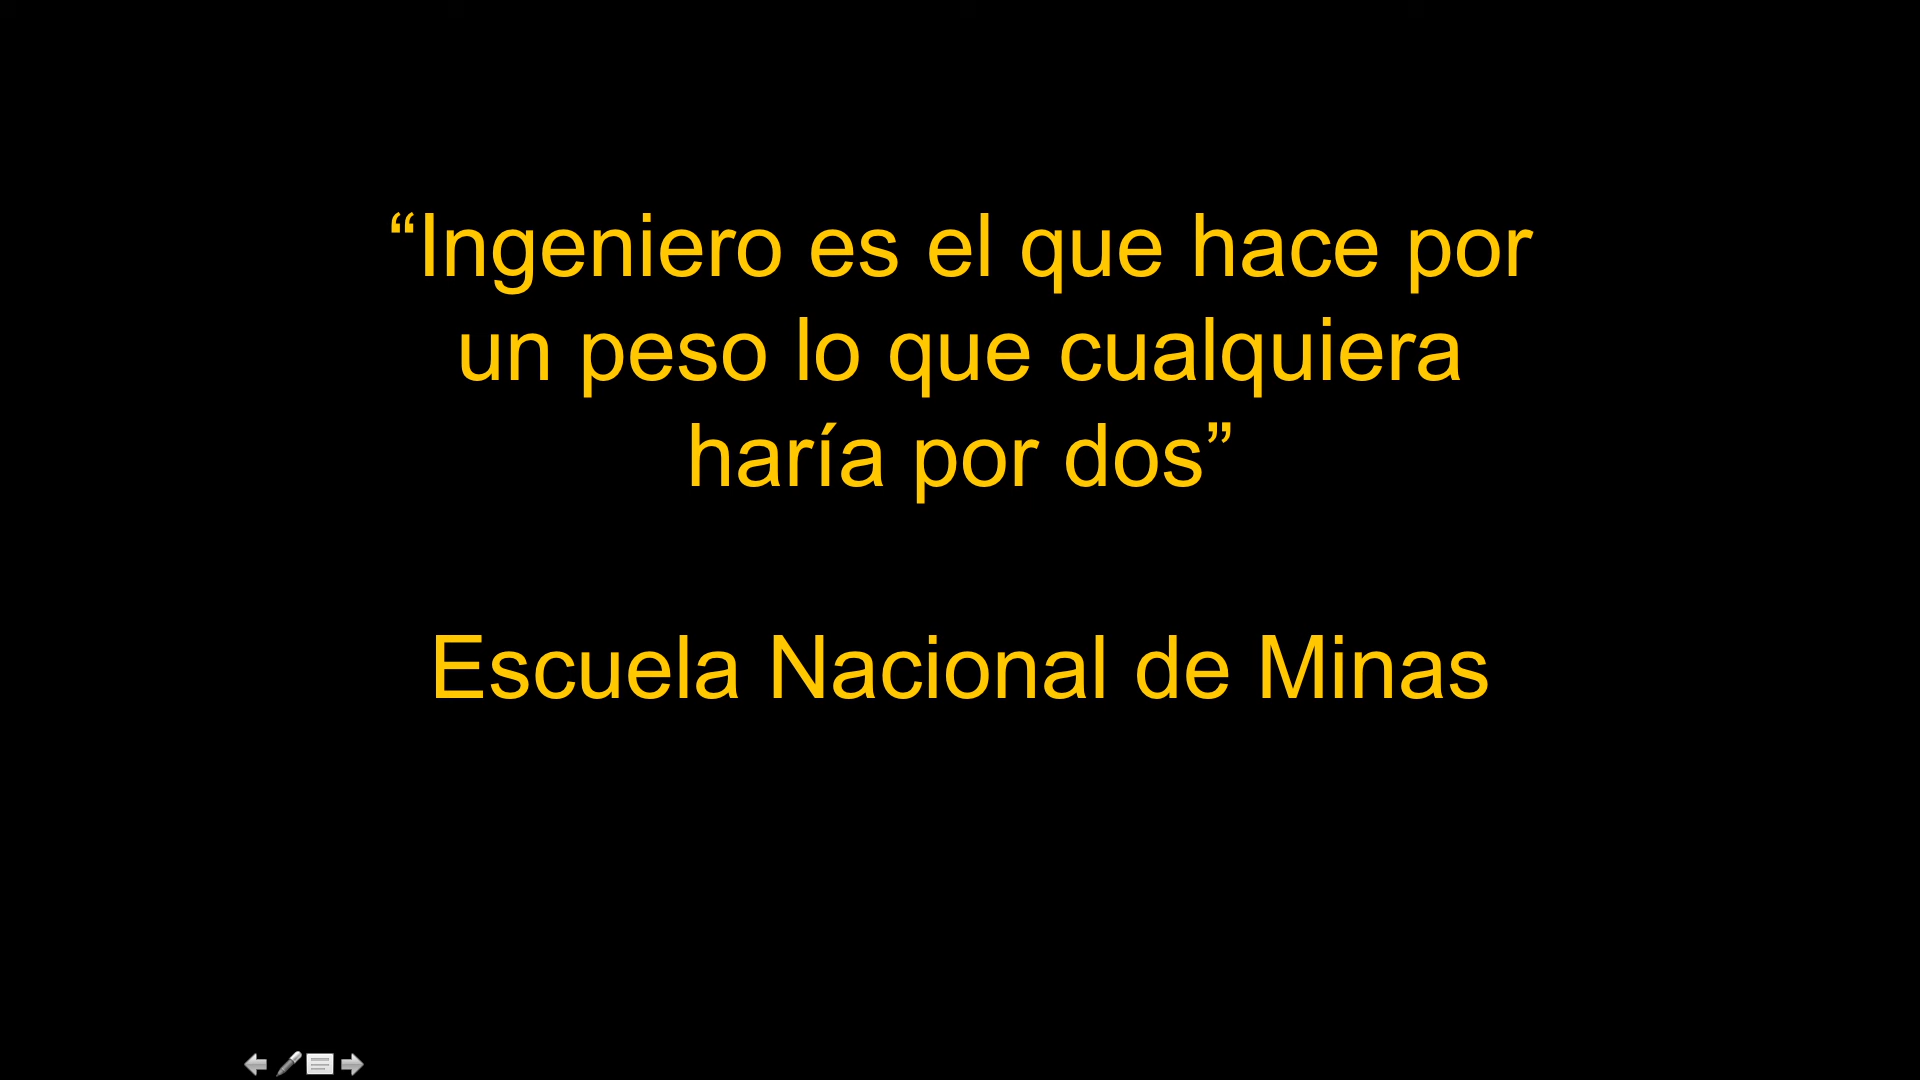 “Ingeniero es el que hace por
un peso lo que cualquiera
haría por dos”
Escuela Nacional de Minas